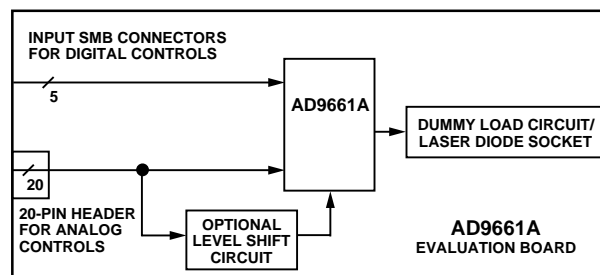 INPUT SMB CONNECTORS
FOR DIGITAL CONTROLS
5
AD9661A
DUMMY LOAD CIRCUIT/
LASER DIODE SOCKET
20
20-PIN HEADER
FOR ANALOG
CONTROLS
OPTIONAL
LEVEL SHIFT
CIRCUIT
AD9661A
EVALUATION BOARD